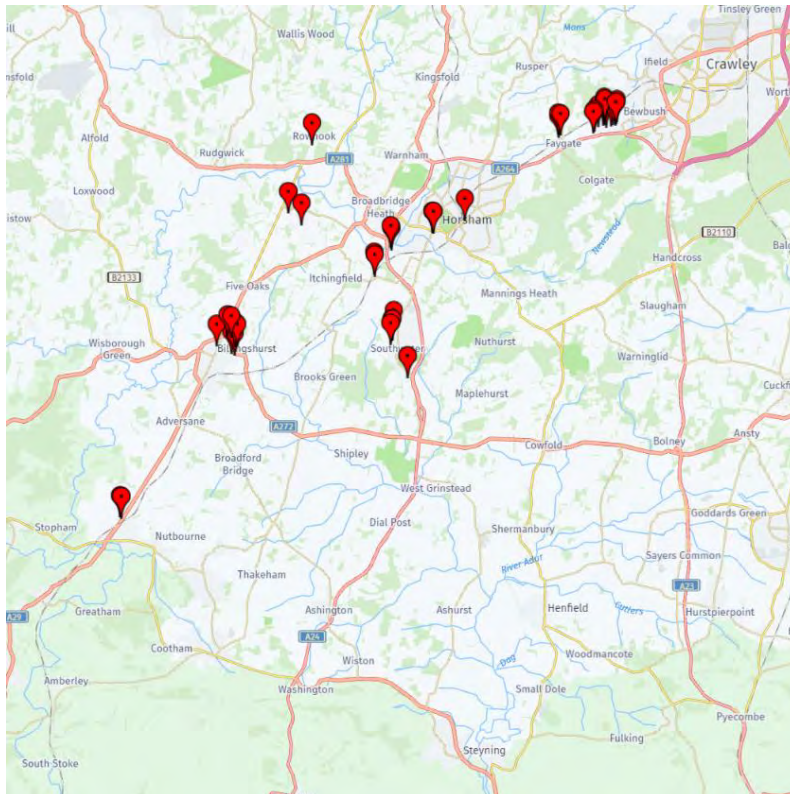 Tinsley Green
Wallis Wood
Mons
Ifield
Crawley
Rusper
Kingsfold
nsfold
Worth
Bewbush
Alfold
Rowhook
Faygate
Rudgwick
A281
Warnham
A264
Colgate
Loxwood
Broadbridge
Heath
istow
Horsham
Newstead
B2110
Bald
Handcross
Itchingfield
B2133
Five Oaks
Mannings Heath
Slaugham
Wisborough
Green
Billingshurst
Nuthurst
Warninglid
Brooks Green
Maplehurst
Cuckfi
Adversane
A272
Ansty
Cowfold
Bolney
Broadford
Bridge
Shipley
West Grinstead
Goddards Green
Stopham
Nutbourne
Dial Post
Shermanbury
Sayers Common
River Adur
Thakeham
A23
A29
Greatham
Ashington
Ashurst
Henfield
Cutters
Hurstpierpoint
A24
Cootham
Wiston
Woodmancote
Amberley
Washington
Small Dole
Pyecombe
Fulking
Steyning
South Stoke